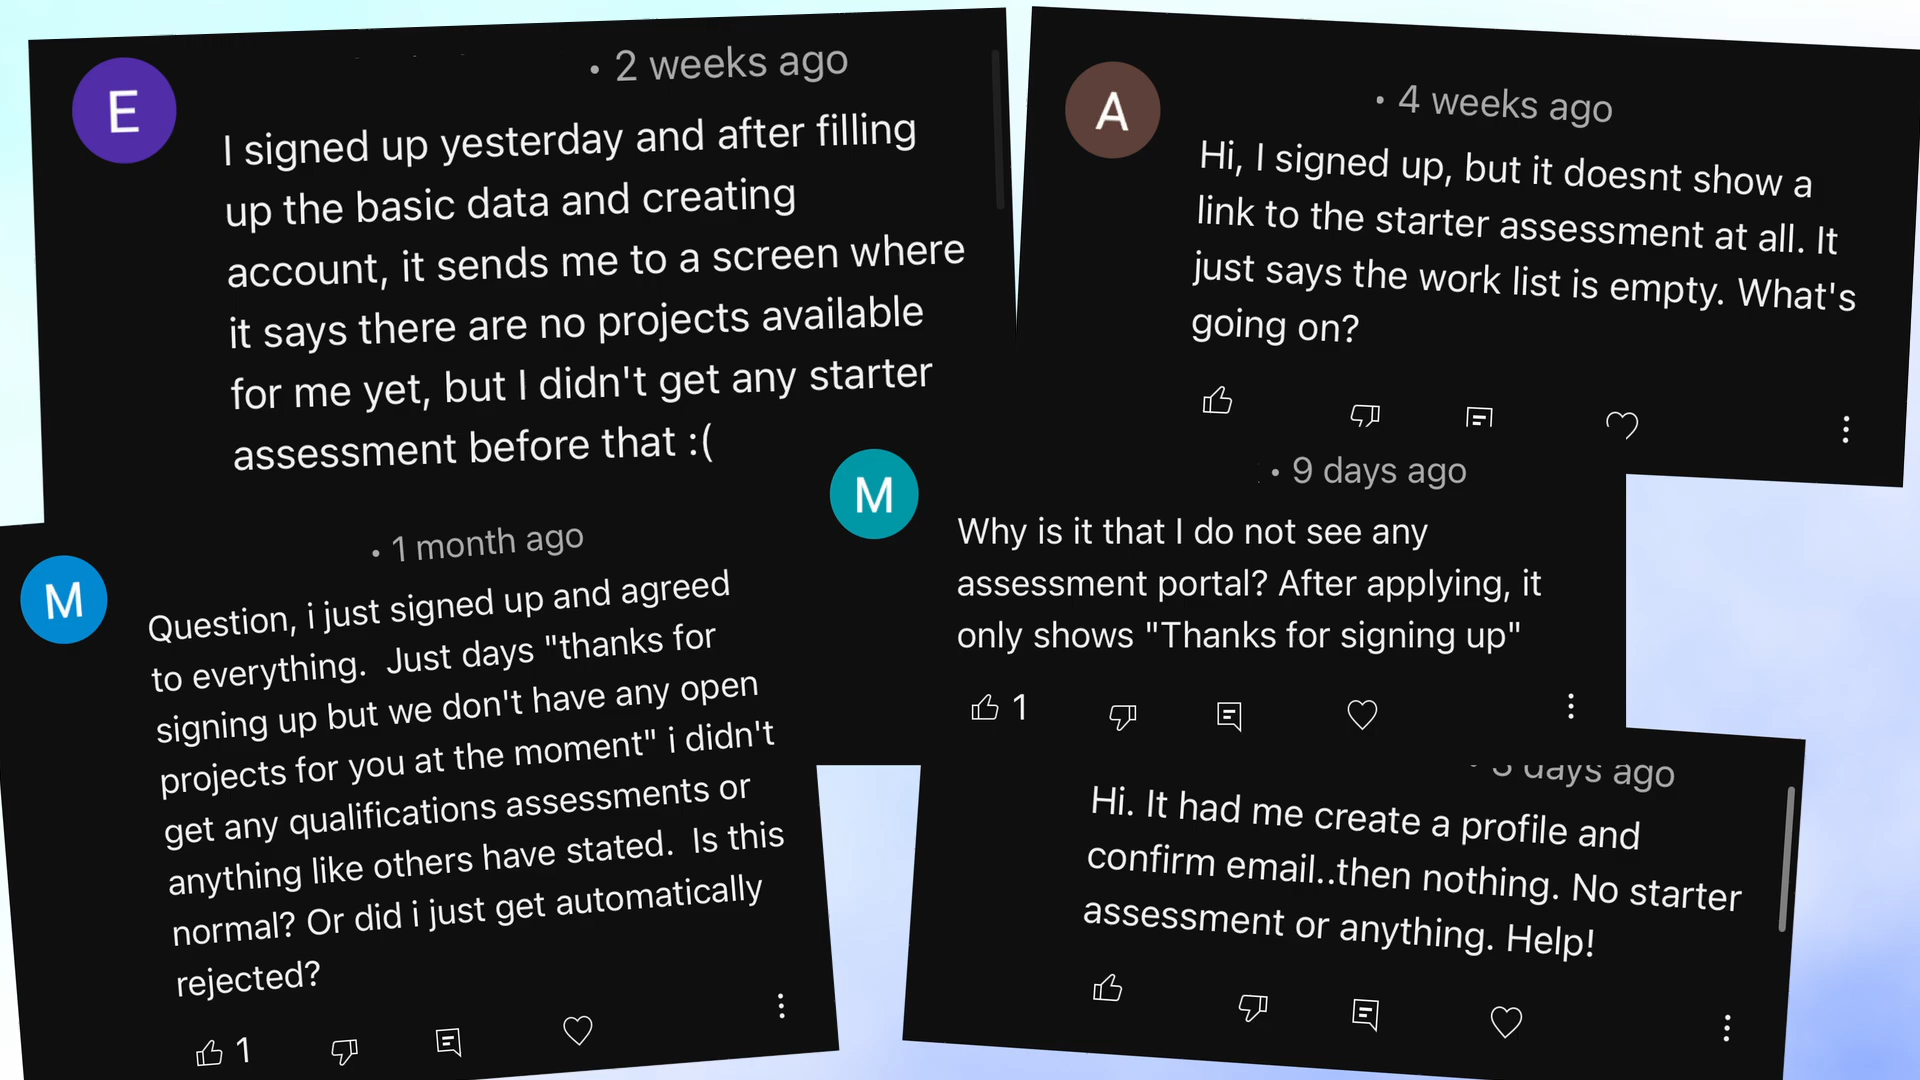 E
• 2 weeks ago
I signed up yesterday and after filling
up the basic data and creating
account, it sends me to a screen where
it says there are no projects available
for me yet, but I didn't get any starter
assessment before that :(
A
• 4 weeks ago
Hi, I signed up, but it doesnt show a
link to the starter assessment at all. It
just says the work list is empty. What's
going on?
M
• 9 days ago
Why is it that I do not see any
assessment portal? After applying, it
only shows "Thanks for signing up"
1
M
• 1 month ago
Question, i just signed up and agreed
to everything.  Just days "thanks for
signing up but we don't have any open
projects for you at the moment" i didn't
get any qualifications assessments or
anything like others have stated.  Is this
normal? Or did i just get automatically
rejected?
1
days ago
Hi. It had me create a profile and
confirm email..then nothing. No starter
assessment or anything. Help!